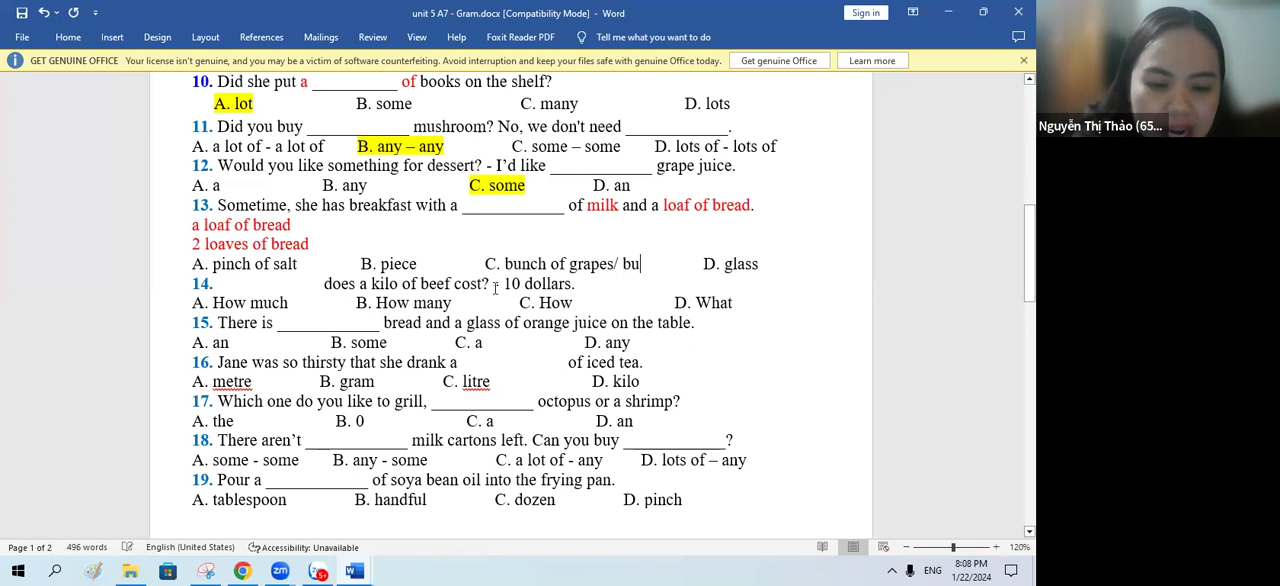 unit 5 A7 - Gram.docx [Compatibility Mode] - Word
Sign in
File Home Insert Design Layout References Mailings Review View Help Foxit Reader PDF Tell me what you want to do
GET GENUINE OFFICE Your license isn't genuine, and you may be a victim of software counterfeiting. Avoid interruption and keep your files safe with genuine Office today. Get genuine Office Learn more
Nguyễn Thị Thảo (65...
10. Did she put a __________ of books on the shelf?
A. lot B. some C. many D. lots
11. Did you buy ____________ mushroom? No, we don't need ____________.
A. a lot of - a lot of B. any – any C. some – some D. lots of - lots of
12. Would you like something for dessert? - I'd like ____________ grape juice.
A. a B. any C. some D. an
13. Sometime, she has breakfast with a ____________ of milk and a loaf of bread.
a loaf of bread
2 loaves of bread
A. pinch of salt B. piece C. bunch of grapes/ bu D. glass
14. does a kilo of beef cost? - 10 dollars.
A. How much B. How many C. How D. What
15. There is ____________ bread and a glass of orange juice on the table.
A. an B. some C. a D. any
16. Jane was so thirsty that she drank a of iced tea.
A. metre B. gram C. litre D. kilo
17. Which one do you like to grill, ____________ octopus or a shrimp?
A. the B. 0 C. a D. an
18. There aren't ____________ milk cartons left. Can you buy ____________?
A. some - some B. any - some C. a lot of - any D. lots of – any
19. Pour a ____________ of soya bean oil into the frying pan.
A. tablespoon B. handful C. dozen D. pinch
Page 1 of 2 496 words English (United States) Accessibility: Unavailable 120%
ENG 8:08 PM
1/22/2024